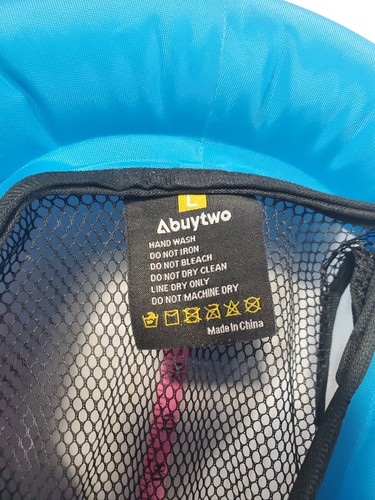 L
Abuytwo
HAND WASH
DO NOT IRON
DO NOT BLEACH
DO NOT DRY CLEAN
LINE DRY ONLY
DO NOT MACHINE DRY
Made In China